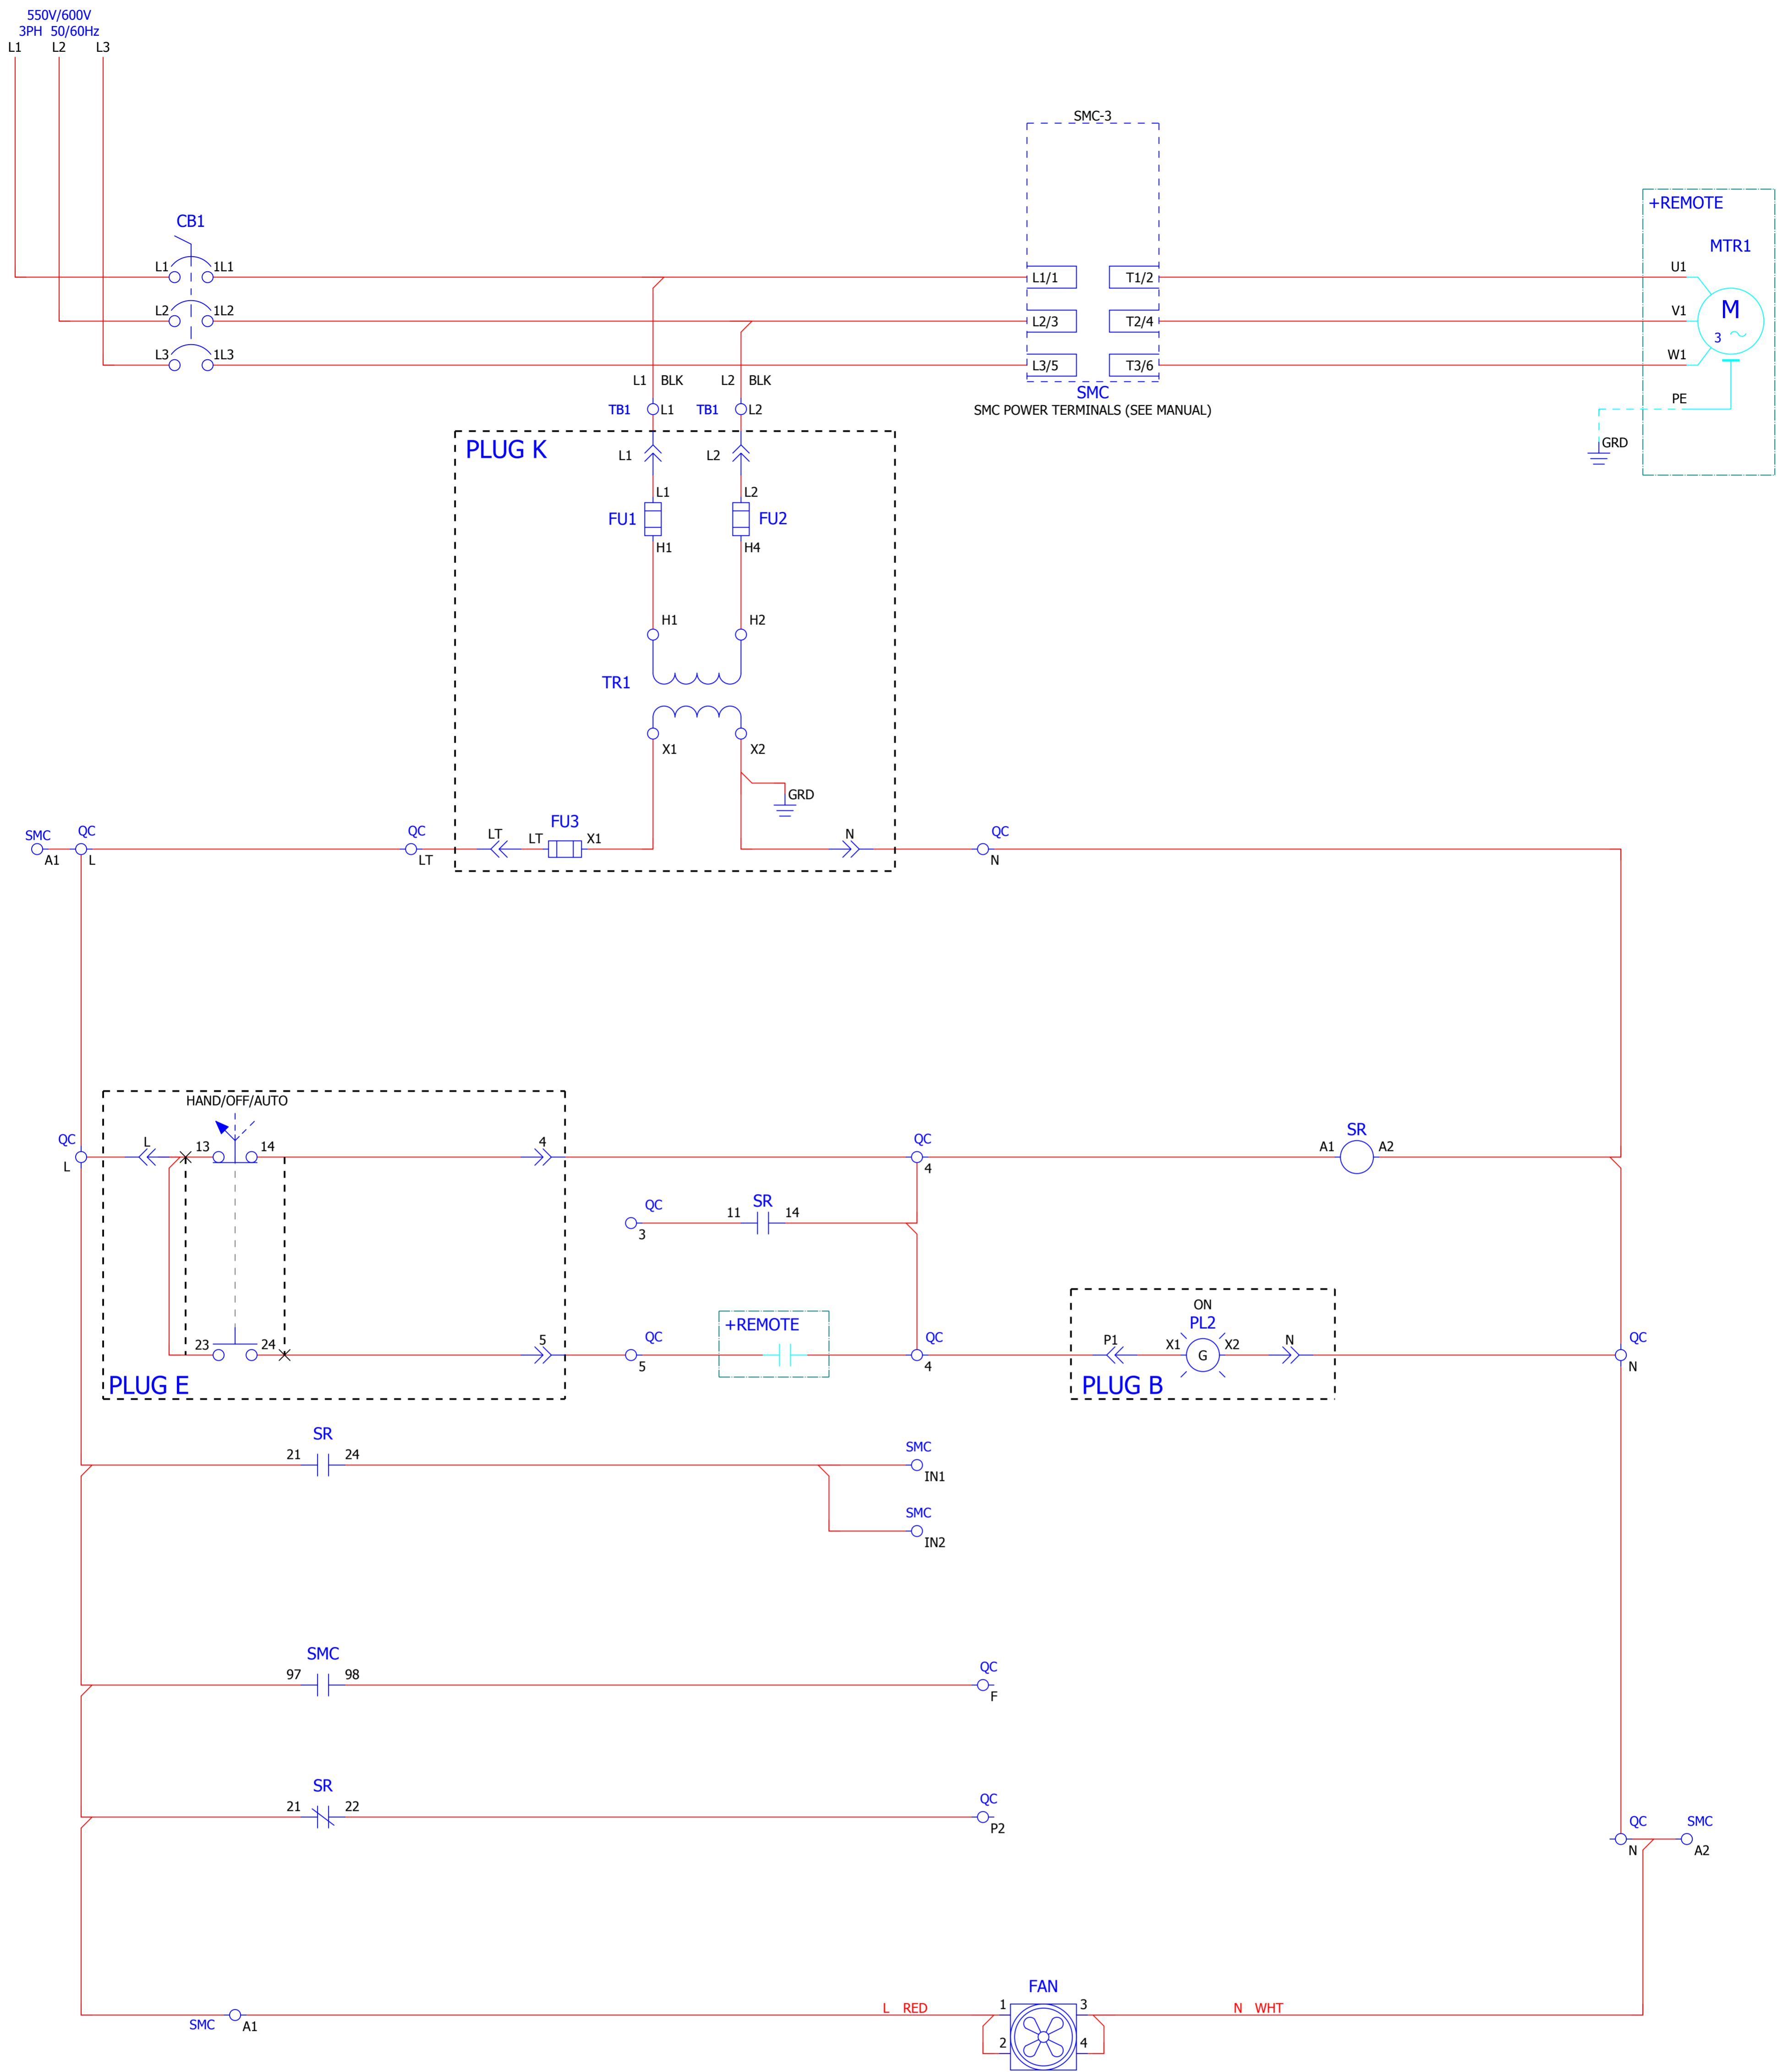 550V/600V
3PH 50/60Hz
L1 L2 L3
SMC-3
+REMOTE
MTR1
CB1
L1 1L1
L1/1 T1/2
U1
L2 1L2
L2/3 T2/4
V1
M
3
L3 1L3
L3/5 T3/6
W1
L1 BLK L2 BLK
SMC
SMC POWER TERMINALS (SEE MANUAL)
PE
TB1 L1 TB1 L2
GRD
PLUG K
L1 L2
L1 L2
FU1 FU2
H1 H4
H1 H2
TR1
X1 X2
GRD
FU3
SMC QC QC LT LT X1 N QC
A1 L LT N
HAND/OFF/AUTO
QC L 13 14 4 QC SR
A1 A2
L 4
QC SR
11 14
3
ON
+REMOTE PL2
23 24 5 QC QC P1 X1 X2 N QC
G
5 4 N
PLUG E PLUG B
SR SMC
21 24
IN1
SMC
IN2
SMC QC
97 98
F
SR QC
21 22
P2
QC SMC
N A2
FAN
L RED 1 3 N WHT
SMC A1
2 4